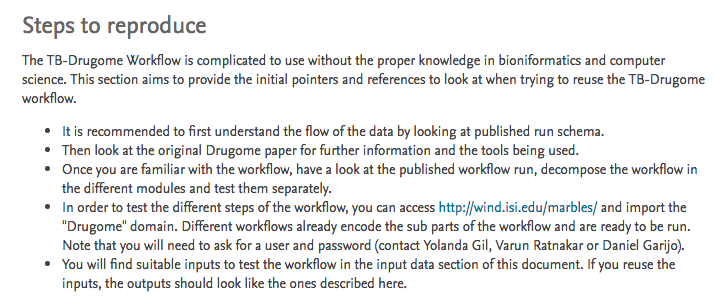 Steps to reproduce
The TB-Drugome Workflow is complicated to use without the proper knowledge in bioniformatics and computer
science. This section aims to provide the initial pointers and references to look at when trying to reuse the TB-Drugome
workflow.
• It is recommended to first understand the flow of the data by looking at published run schema.
• Then look at the original Drugome paper for further information and the tools being used.
• Once you are familiar with the workflow, have a look at the published workflow run, decompose the workflow in
the different modules and test them separately.
• In order to test the different steps of the workflow, you can access http://wind.isi.edu/marbles/ and import the
"Drugome" domain. Different workflows already encode the sub parts of the workflow and are ready to be run.
Note that you will need to ask for a user and password (contact Yolanda Gil, Varun Ratnakar or Daniel Garijo).
• You will find suitable inputs to test the workflow in the input data section of this document. If you reuse the
inputs, the outputs should look like the ones described here.